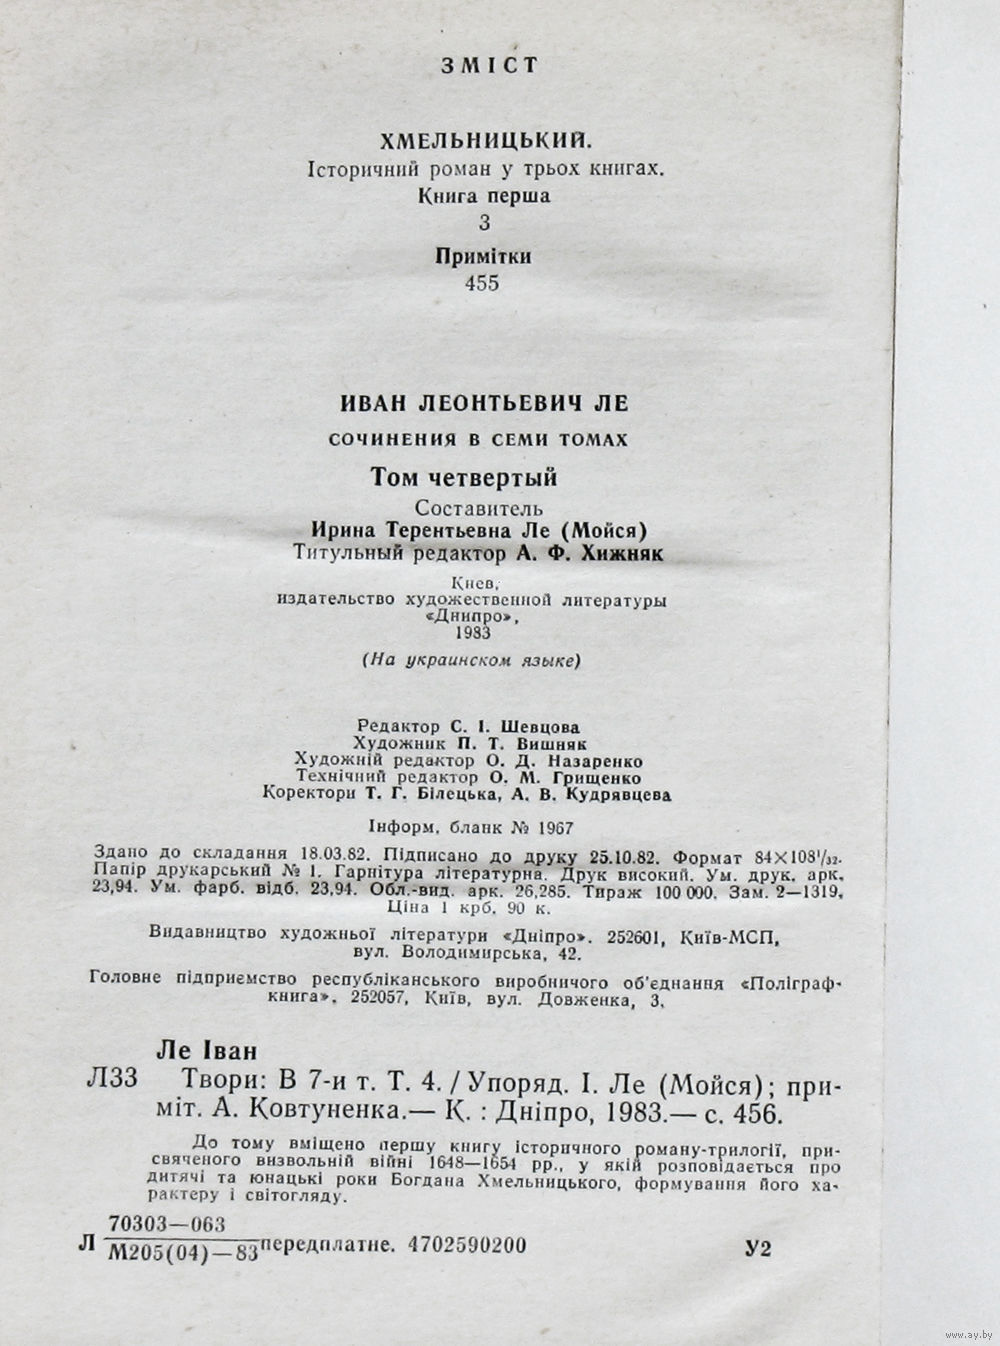 ЗМІСТ
ХМЕЛЬНИЦЬКИЙ.
Історичний роман у трьох книгах.
Книга перша
3
Примітки
455
ИВАН ЛЕОНТЬЕВИЧ ЛЕ
СОЧИНЕНИЯ В СЕМИ ТОМАХ
Том четвертый
Составитель
Ирина Терентьевна Ле (Мойся)
Титульный редактор А. Ф. Хижняк
Киев,
издательство художественной литературы
«Днипро»,
1983
(На украинском языке)
Редактор С. І. Шевцова
Художник П. Т. Вишняк
Художній редактор О. Д. Назаренко
Технічний редактор О. М. Грищенко
Коректори Т. Г. Білецька, А. В. Кудрявцева
Інформ. бланк № 1967
Здано до складання 18.03.82. Підписано до друку 25.10.82. Формат 84×108¹/₃₂.
Папір друкарський № 1. Гарнітура літературна. Друк високий. Ум. друк. арк.
23,94. Ум. фарб. відб. 23,94. Обл.-вид. арк. 26,285. Тираж 100 000. Зам. 2—1319.
Ціна 1 крб. 90 к.
Видавництво художньої літератури «Дніпро». 252601, Київ-МСП,
вул. Володимирська, 42.
Головне підприємство республіканського виробничого об'єднання «Поліграф-
книга». 252057, Київ, вул. Довженка, 3.
Ле Іван
Л33 Твори: В 7-и т. Т. 4. / Упоряд. І. Ле (Мойся); при-
міт. А. Ковтуненка.— К. : Дніпро, 1983.— с. 456.
До тому вміщено першу книгу історичного роману-трилогії, при-
свяченого визвольній війні 1648—1654 рр., у якій розповідається про
дитячі та юнацькі роки Богдана Хмельницького, формування його ха-
рактеру і світогляду.
70303—063
Л М205(04)—83 передплатне. 4702590200 У2
www.ay.by